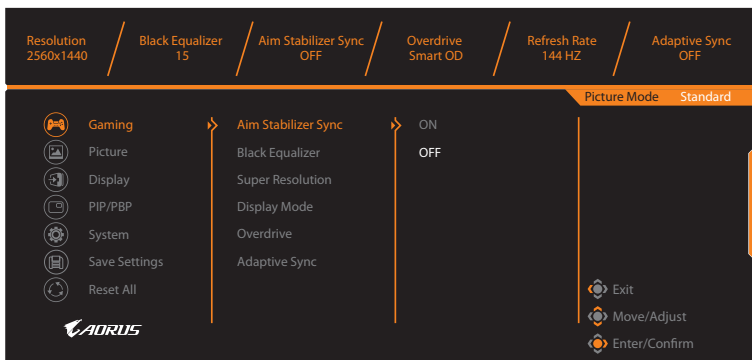 Resolution
2560x1440
Black Equalizer
15
Aim Stabilizer Sync
OFF
Overdrive
Smart OD
Refresh Rate
144 HZ
Adaptive Sync
OFF
Picture Mode Standard
Gaming
Picture
Display
PIP/PBP
System
Save Settings
Reset All
Aim Stabilizer Sync
Black Equalizer
Super Resolution
Display Mode
Overdrive
Adaptive Sync
ON
OFF
Exit
Move/Adjust
Enter/Confirm
AORUS